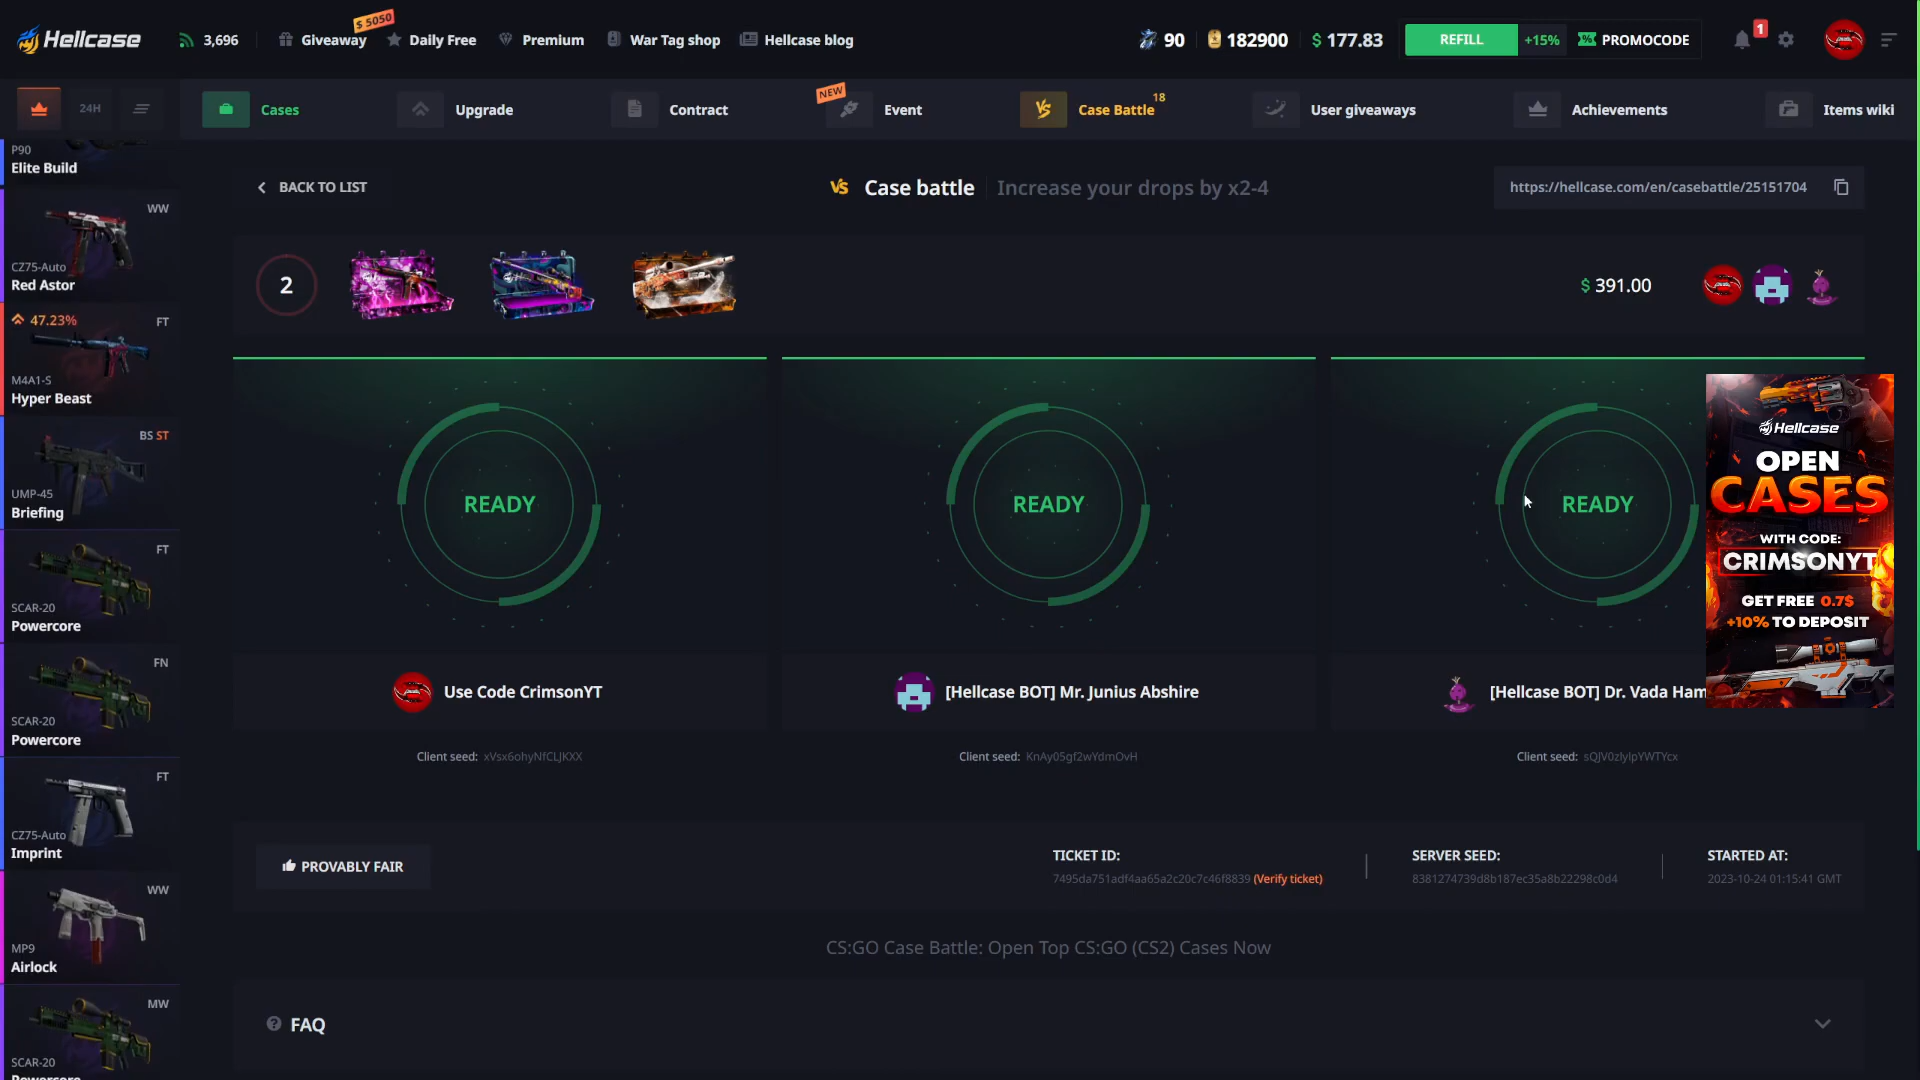 Hellcase
3,696
Giveaway
$ 5050
Daily Free
Premium
War Tag shop
Hellcase blog
90
182900
$ 177.83
REFILL
+15%
PROMOCODE
1
24H
Cases
Upgrade
Contract
NEW
Event
VS
Case Battle
18
User giveaways
Achievements
Items wiki
P90
Elite Build
WW
CZ75-Auto
Red Astor
47.23%
FT
M4A1-S
Hyper Beast
BS ST
UMP-45
Briefing
FT
SCAR-20
Powercore
FN
SCAR-20
Powercore
FT
CZ75-Auto
Imprint
WW
MP9
Airlock
MW
SCAR-20
Powercore
BACK TO LIST
VS Case battle
Increase your drops by x2-4
https://hellcase.com/en/casebattle/25151704
2
$ 391.00
READY
READY
READY
Use Code CrimsonYT
[Hellcase BOT] Mr. Junius Abshire
[Hellcase BOT] Dr. Vada Ham
Client seed: xVsx6ohyNfCLJKXX
Client seed: KnAy05gf2wYdmOvH
Client seed: sQJV0zlylpYWTYcx
Hellcase
OPEN
CASES
WITH CODE:
CRIMSONYT
GET FREE 0.7$
+10% TO DEPOSIT
PROVABLY FAIR
TICKET ID:
7495da751adf4aa65a2c20c7c46f8839 (Verify ticket)
SERVER SEED:
8381274739d8b187ec35a8b22298c0d4
STARTED AT:
2023-10-24 01:15:41 GMT
CS:GO Case Battle: Open Top CS:GO (CS2) Cases Now
FAQ